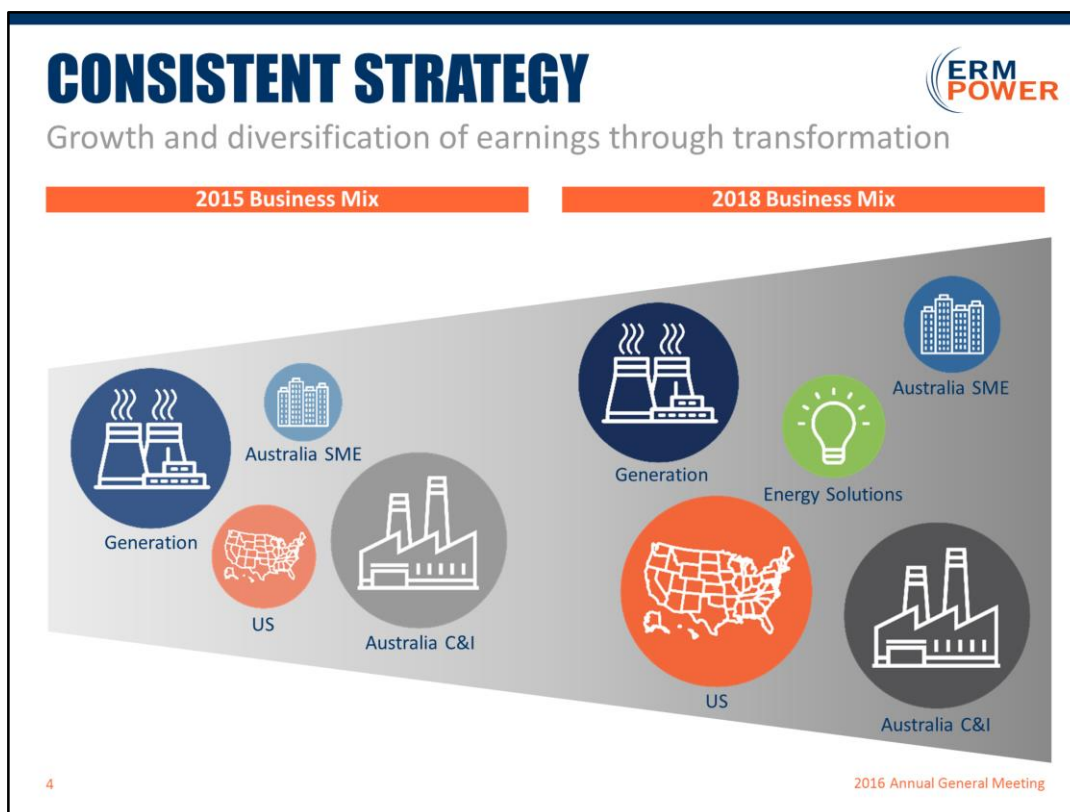 CONSISTENT STRATEGY
ERM
POWER
Growth and diversification of earnings through transformation
2015 Business Mix
2018 Business Mix
Generation
Australia SME
US
Australia C&I
Generation
Australia SME
Energy Solutions
US
Australia C&I
4
2016 Annual General Meeting